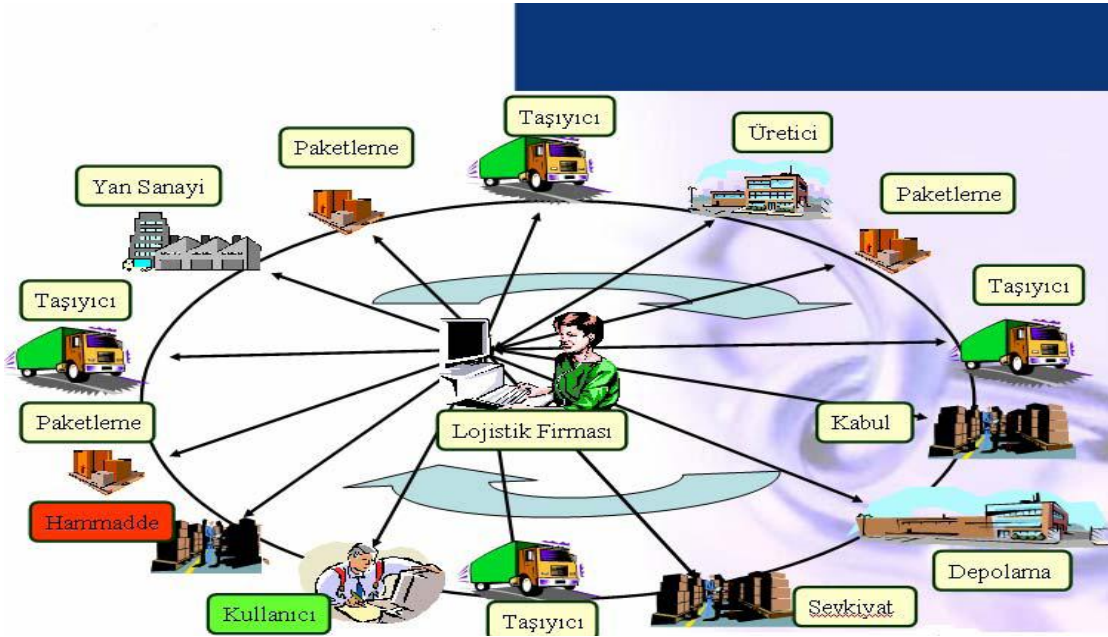 Taşıyıcı
Üretici
Paketleme
Yan Sanayi
Paketleme
Taşıyıcı
Taşıyıcı
Paketleme
Lojistik Firması
Kabul
Hammadde
Depolama
Kullanıcı
Taşıyıcı
Sevkiyat